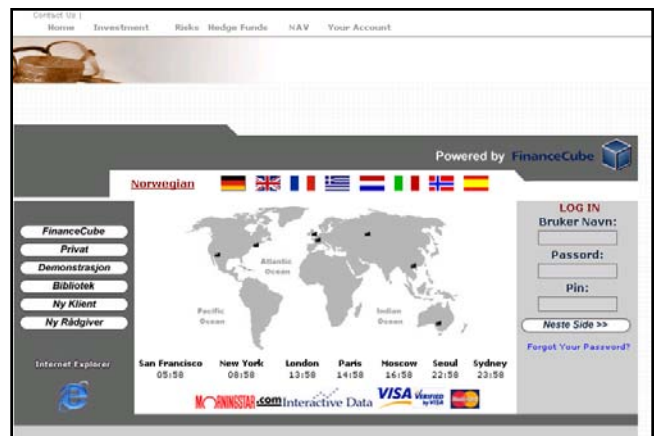 Contact Us |
Home Investment Risks Hedge Funds NAV Your Account
Powered by FinanceCube
Norwegian
LOG IN
Bruker Navn:
Passord:
Pin:
Neste Side >>
Forgot Your Password?
FinanceCube
Privat
Demonstrasjon
Bibliotek
Ny Klient
Ny Rådgiver
Internet Explorer
Atlantic
Ocean
Pacific
Ocean
Indian
Ocean
San Francisco New York London Paris Moscow Seoul Sydney
05:58 08:58 13:58 14:58 16:58 22:58 23:58
MORNINGSTAR.com Interactive Data VISA VERIFIED by VISA MasterCard